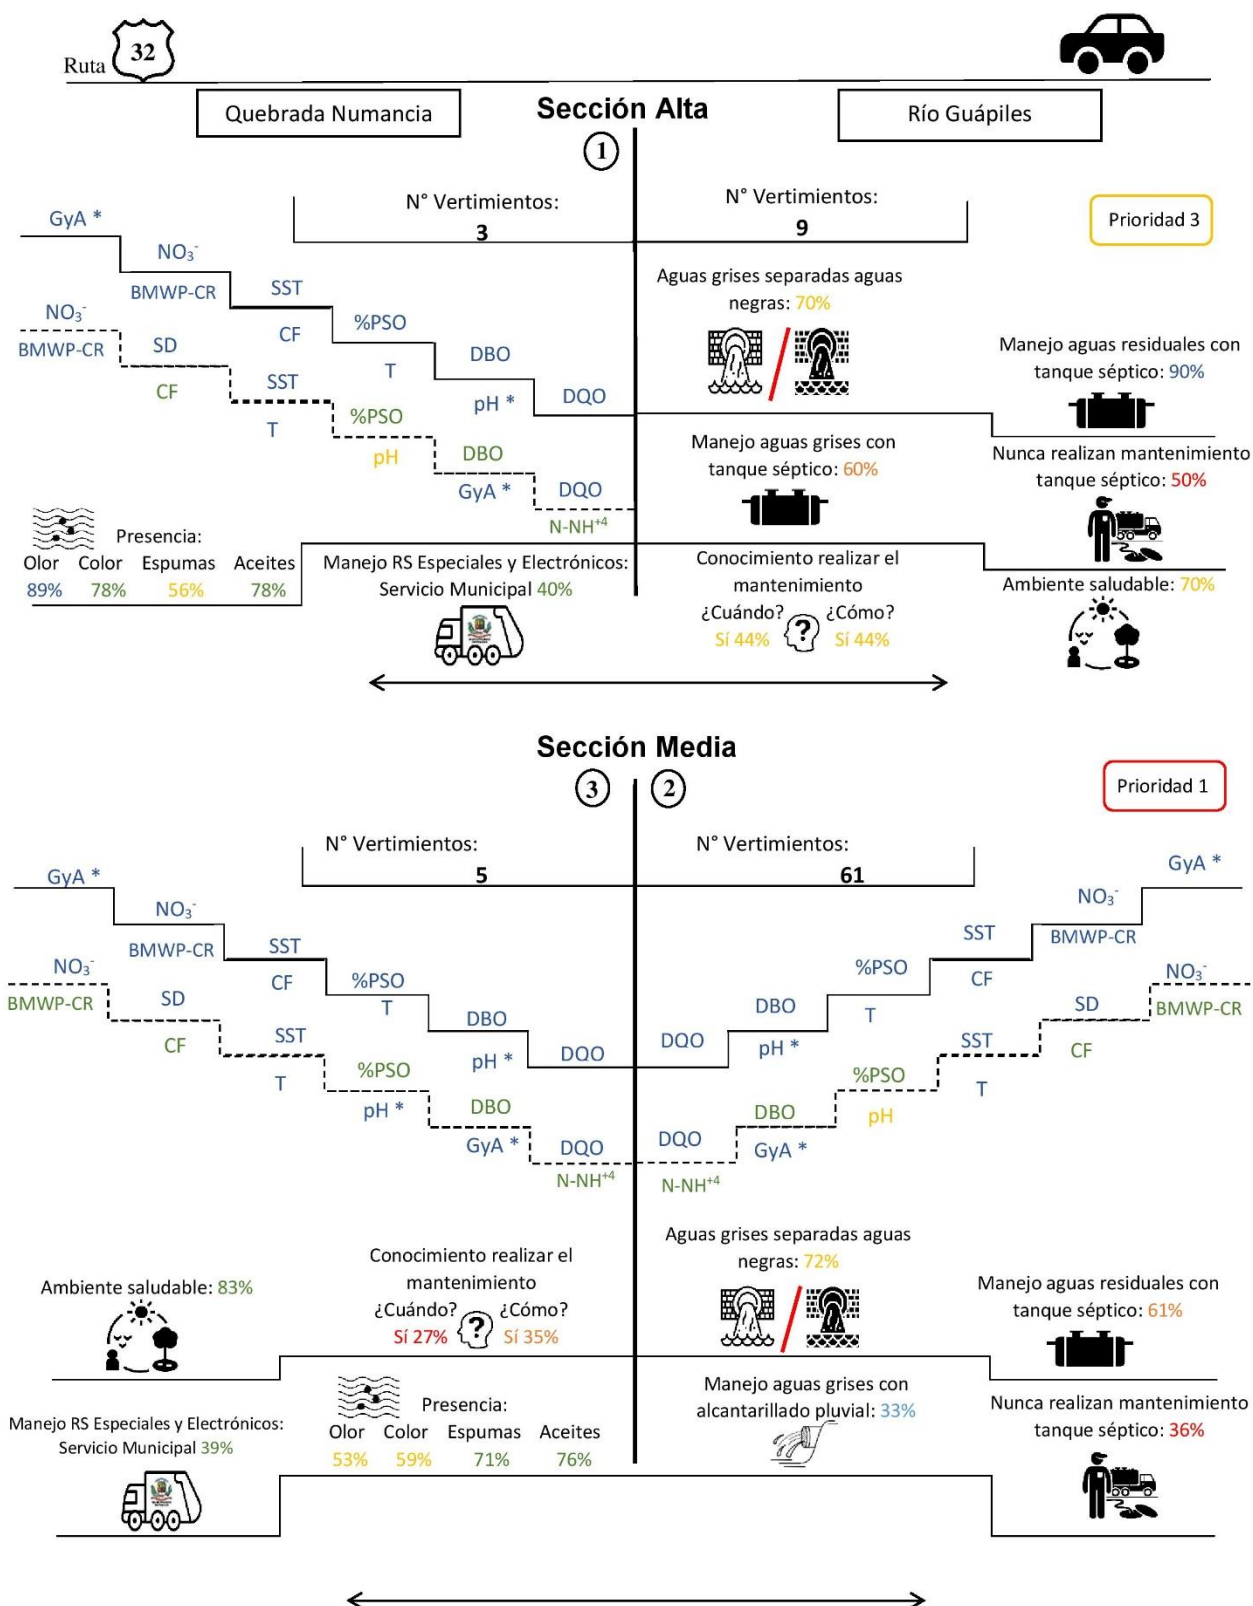 Ruta 32
Quebrada Numancia
Sección Alta
Río Guápiles
1
N° Vertimientos:
3
N° Vertimientos:
9
Prioridad 3
GyA *
NO₃⁻
BMWP-CR
SST
CF
%PSO
T
DBO
pH *
DQO
NO₃⁻
BMWP-CR
SD
CF
SST
T
%PSO
pH
DBO
GyA *
DQO
N-NH⁺⁴
Aguas grises separadas aguas
negras: 70%
Manejo aguas residuales con
tanque séptico: 90%
Manejo aguas grises con
tanque séptico: 60%
Nunca realizan mantenimiento
tanque séptico: 50%
Presencia:
Olor Color Espumas Aceites
89% 78% 56% 78%
Manejo RS Especiales y Electrónicos:
Servicio Municipal 40%
Conocimiento realizar el
mantenimiento
¿Cuándo? ¿Cómo?
Sí 44% ? Sí 44%
Ambiente saludable: 70%
Sección Media
3 2
Prioridad 1
N° Vertimientos:
5
N° Vertimientos:
61
GyA *
NO₃⁻
BMWP-CR
SST
CF
%PSO
T
DBO
pH *
DQO
NO₃⁻
BMWP-CR
SD
CF
SST
T
%PSO
pH *
DBO
GyA *
DQO
N-NH⁺⁴
DQO
DBO
pH *
%PSO
T
SST
CF
NO₃⁻
BMWP-CR
GyA *
DQO
N-NH⁺⁴
DBO
GyA *
%PSO
pH
SST
T
SD
CF
NO₃⁻
BMWP-CR
Ambiente saludable: 83%
Conocimiento realizar el
mantenimiento
¿Cuándo? ¿Cómo?
Sí 27% ? Sí 35%
Aguas grises separadas aguas
negras: 72%
Manejo aguas residuales con
tanque séptico: 61%
Manejo RS Especiales y Electrónicos:
Servicio Municipal 39%
Presencia:
Olor Color Espumas Aceites
53% 59% 71% 76%
Manejo aguas grises con
alcantarillado pluvial: 33%
Nunca realizan mantenimiento
tanque séptico: 36%